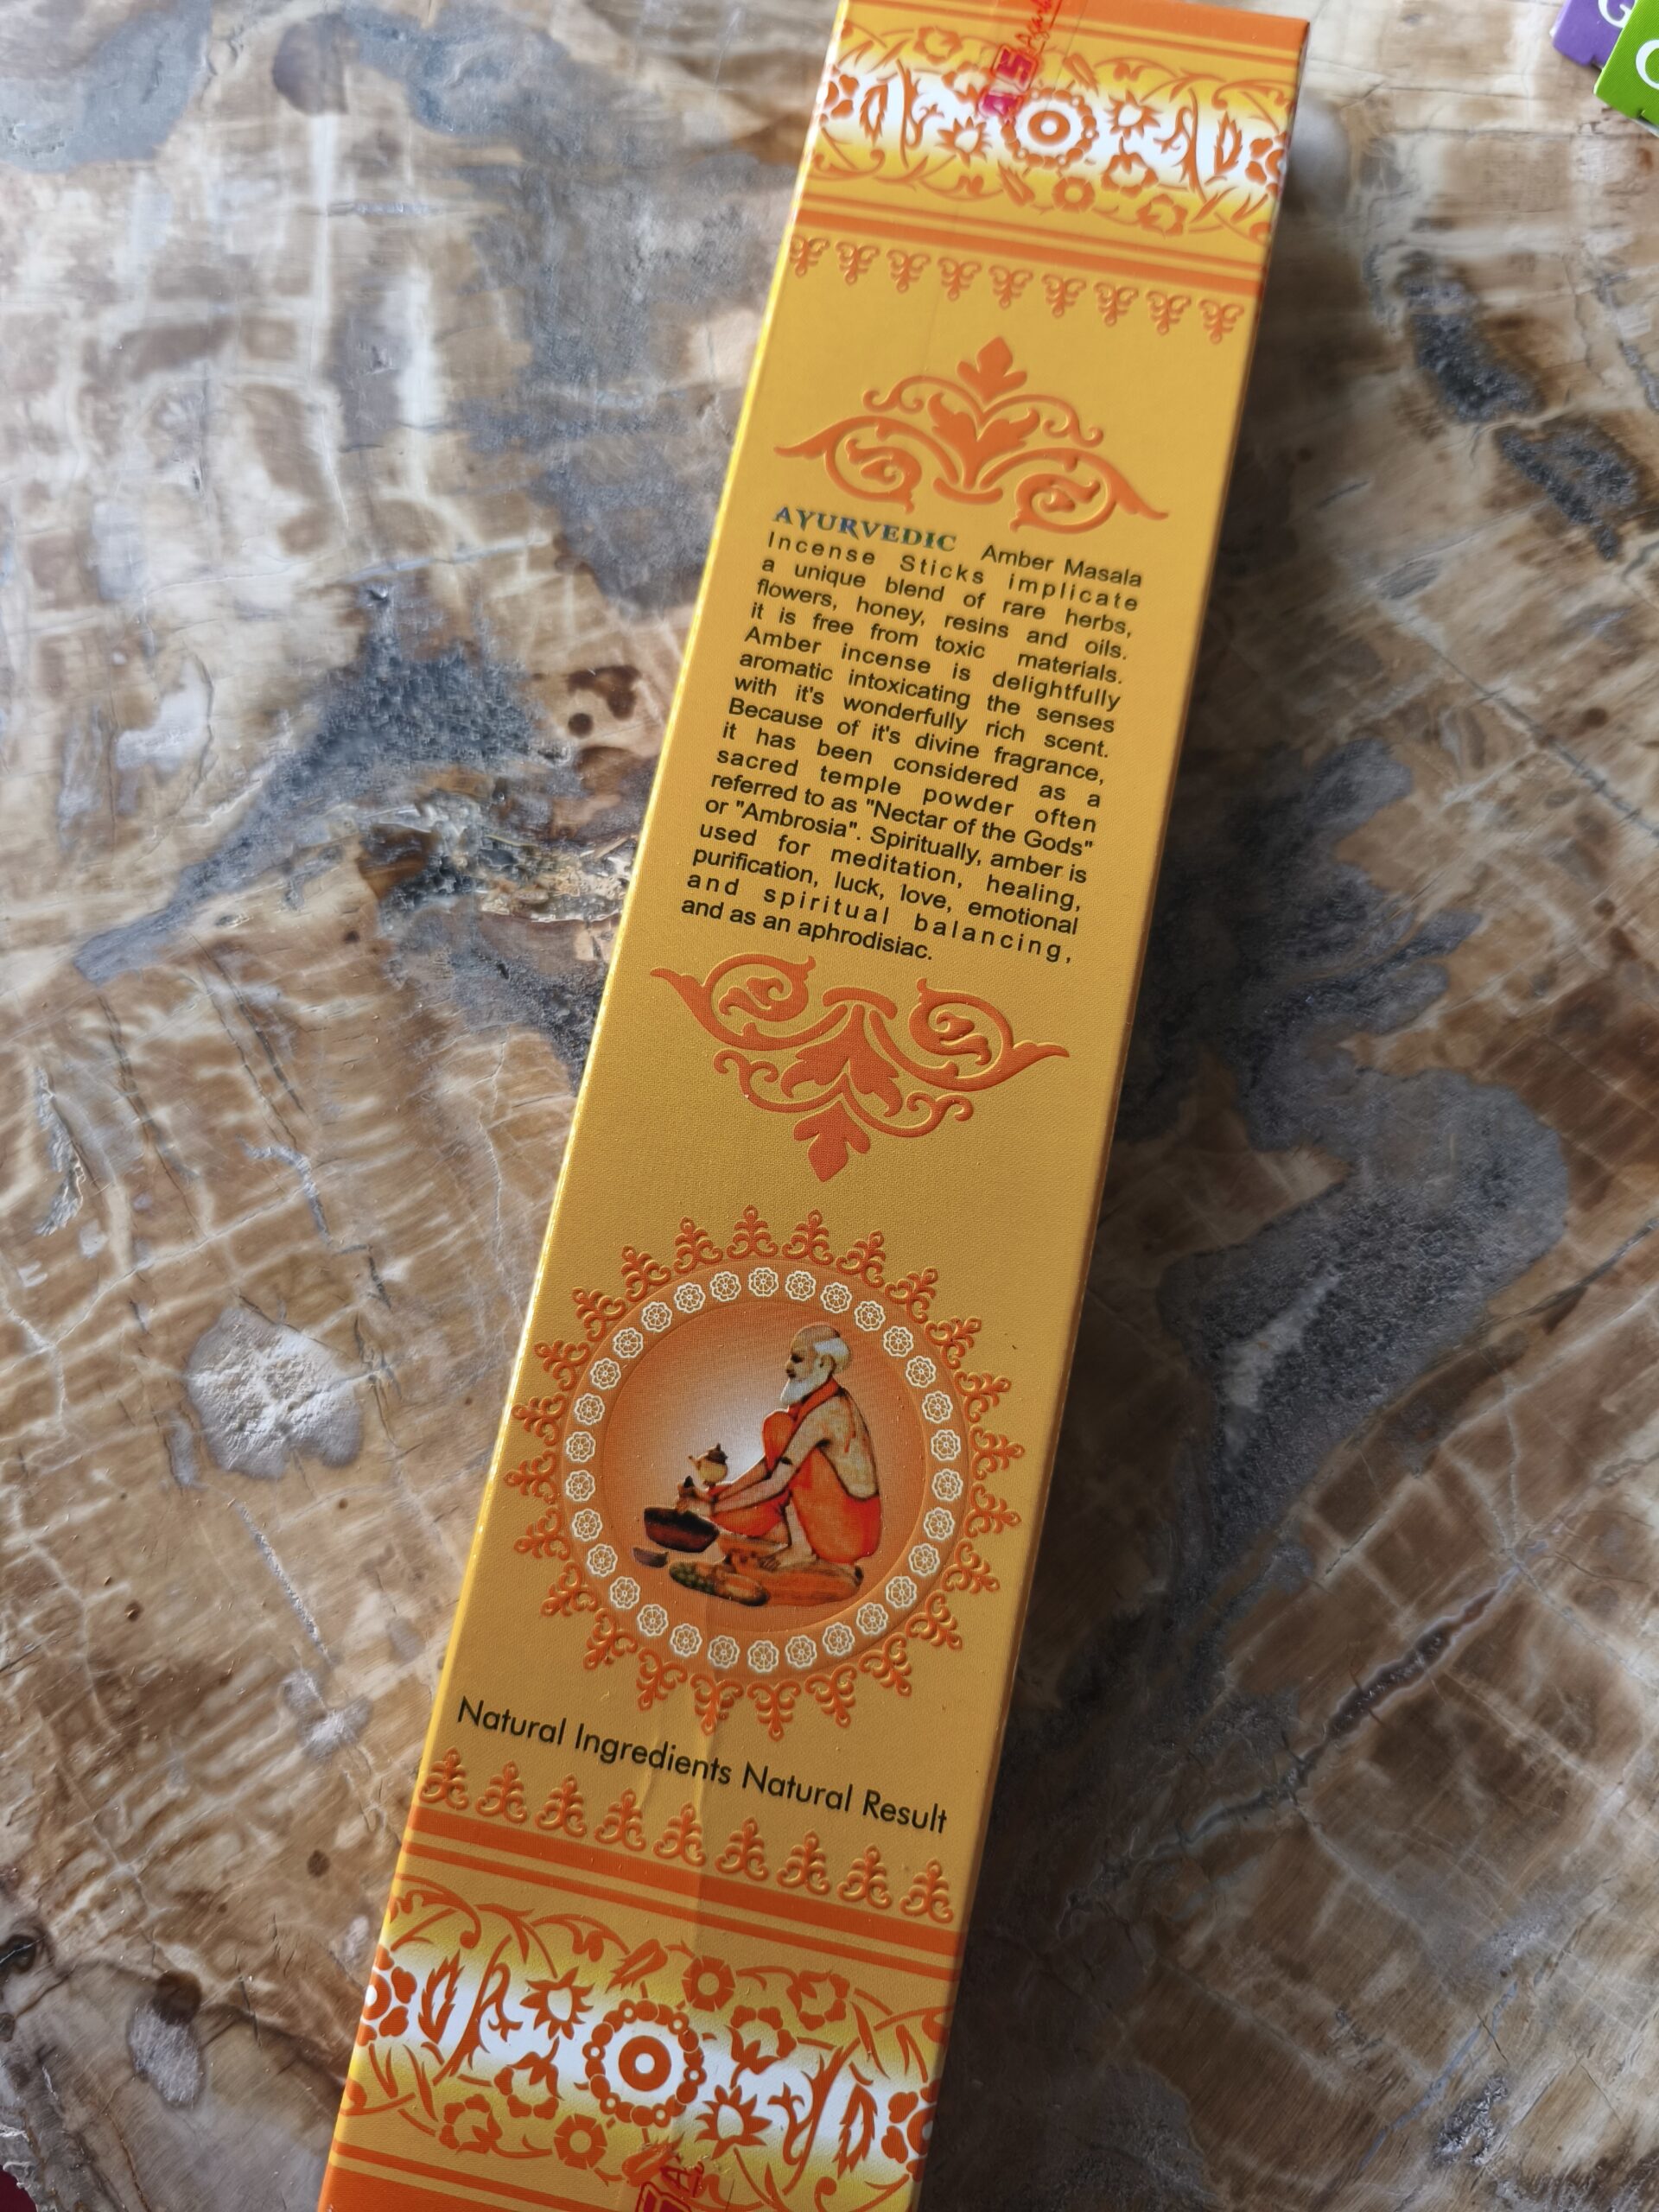 AYURVEDIC Amber Masala
Incense Sticks implicate
a unique blend of rare herbs,
flowers, honey, resins and oils.
it is free from toxic materials.
Amber incense is delightfully
aromatic intoxicating the senses
with it's wonderfully rich scent.
Because of it's divine fragrance,
it has been considered as a
sacred temple powder often
referred to as "Nectar of the Gods"
or "Ambrosia". Spiritually, amber is
used for meditation, healing,
purification, luck, love, emotional
and spiritual balancing,
and as an aphrodisiac.
Natural Ingredients Natural Result